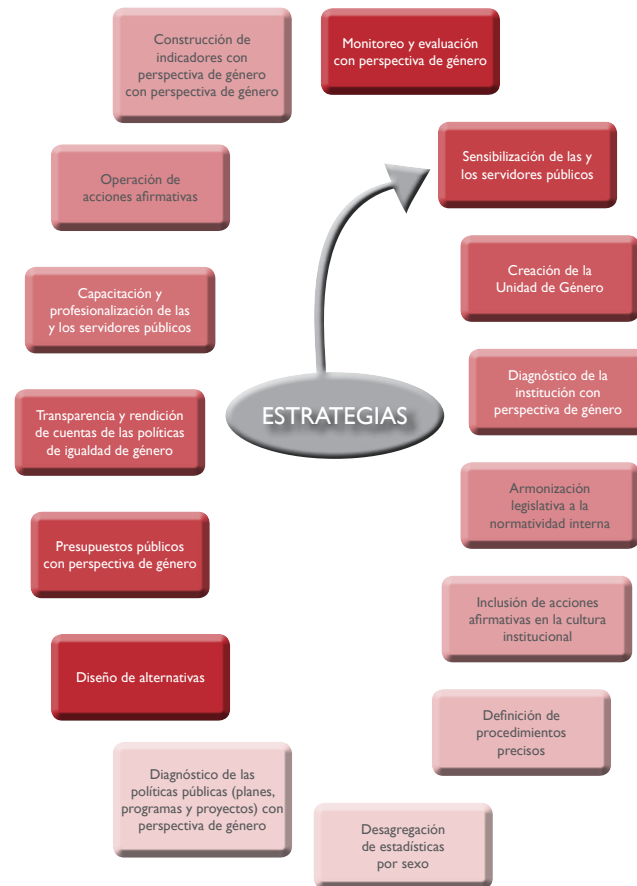 Construcción de
indicadores con
perspectiva de género
con perspectiva de género
Monitoreo y evaluación
con perspectiva de género
Sensibilización de las y
los servidores públicos
Operación de
acciones afirmativas
Creación de la
Unidad de Género
Capacitación y
profesionalización de las
y los servidores públicos
Diagnóstico de la
institución con
perspectiva de género
Transparencia y rendición
de cuentas de las políticas
de igualdad de género
ESTRATEGIAS
Armonización
legislativa a la
normatividad interna
Presupuestos públicos
con perspectiva de género
Inclusión de acciones
afirmativas en la cultura
institucional
Diseño de alternativas
Definición de
procedimientos
precisos
Diagnóstico de las
políticas públicas (planes,
programas y proyectos) con
perspectiva de género
Desagregación
de estadísticas
por sexo